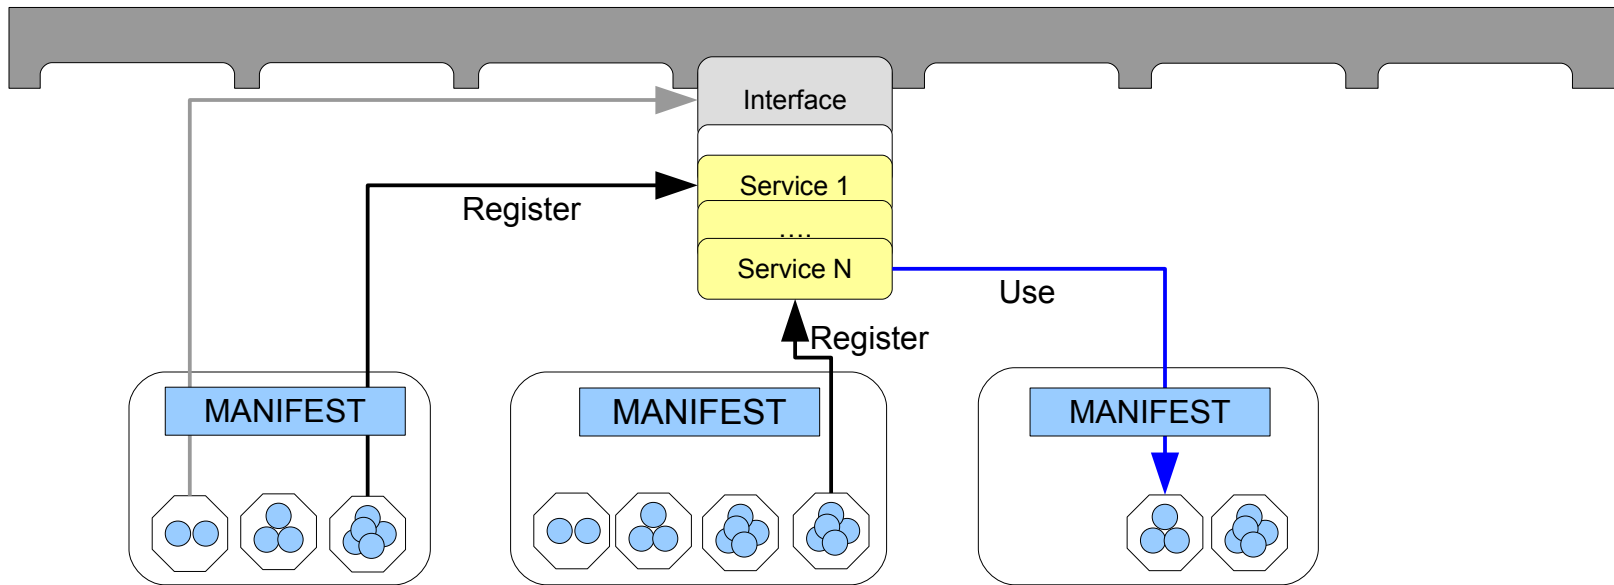 Interface
Service 1
Register
....
Service N
Use
Register
MANIFEST
MANIFEST
MANIFEST